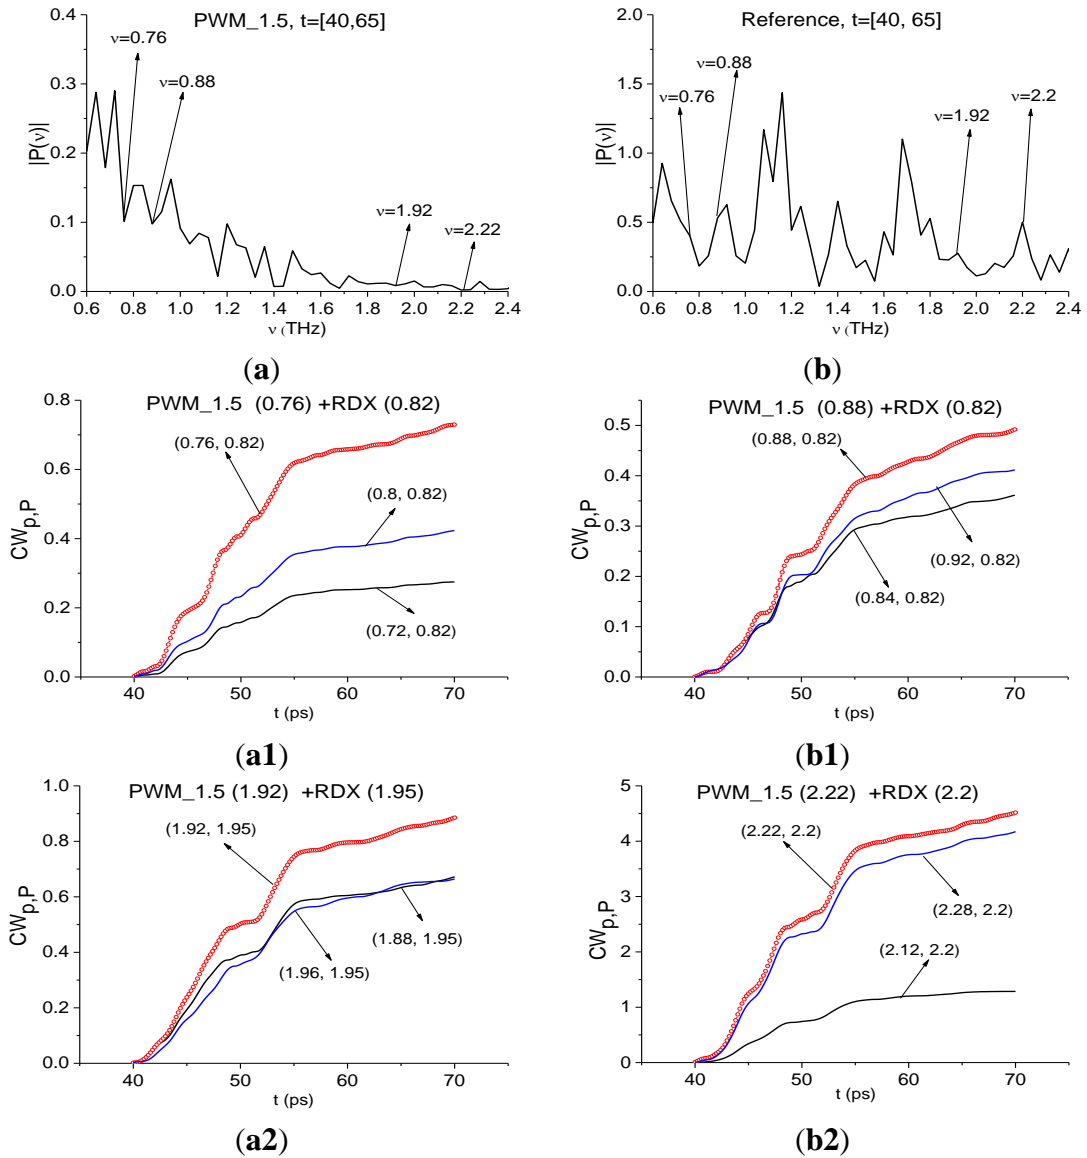 PWM_1.5, t=[40,65]
0.4
0.3
0.2
0.1
0.0
|P(ν)|
ν=0.76
ν=0.88
ν=1.92
ν=2.22
0.6 0.8 1.0 1.2 1.4 1.6 1.8 2.0 2.2 2.4
ν (THz)
(a)
Reference, t=[40, 65]
2.0
1.5
1.0
0.5
0.0
|P(ν)|
ν=0.88
ν=0.76
ν=1.92
ν=2.2
0.6 0.8 1.0 1.2 1.4 1.6 1.8 2.0 2.2 2.4
ν (THz)
(b)
PWM_1.5 (0.76) +RDX (0.82)
0.8
0.6
0.4
0.2
0.0
CWp,P
(0.76, 0.82)
(0.8, 0.82)
(0.72, 0.82)
40 50 60 70
t (ps)
(a1)
PWM_1.5 (0.88) +RDX (0.82)
0.5
0.4
0.3
0.2
0.1
0.0
CWp,P
(0.88, 0.82)
(0.92, 0.82)
(0.84, 0.82)
40 50 60 70
t (ps)
(b1)
PWM_1.5 (1.92) +RDX (1.95)
1.0
0.8
0.6
0.4
0.2
0.0
CWp,P
(1.92, 1.95)
(1.88, 1.95)
(1.96, 1.95)
40 50 60 70
t (ps)
(a2)
PWM_1.5 (2.22) +RDX (2.2)
5
4
3
2
1
0
CWp,P
(2.22, 2.2)
(2.28, 2.2)
(2.12, 2.2)
40 50 60 70
t (ps)
(b2)